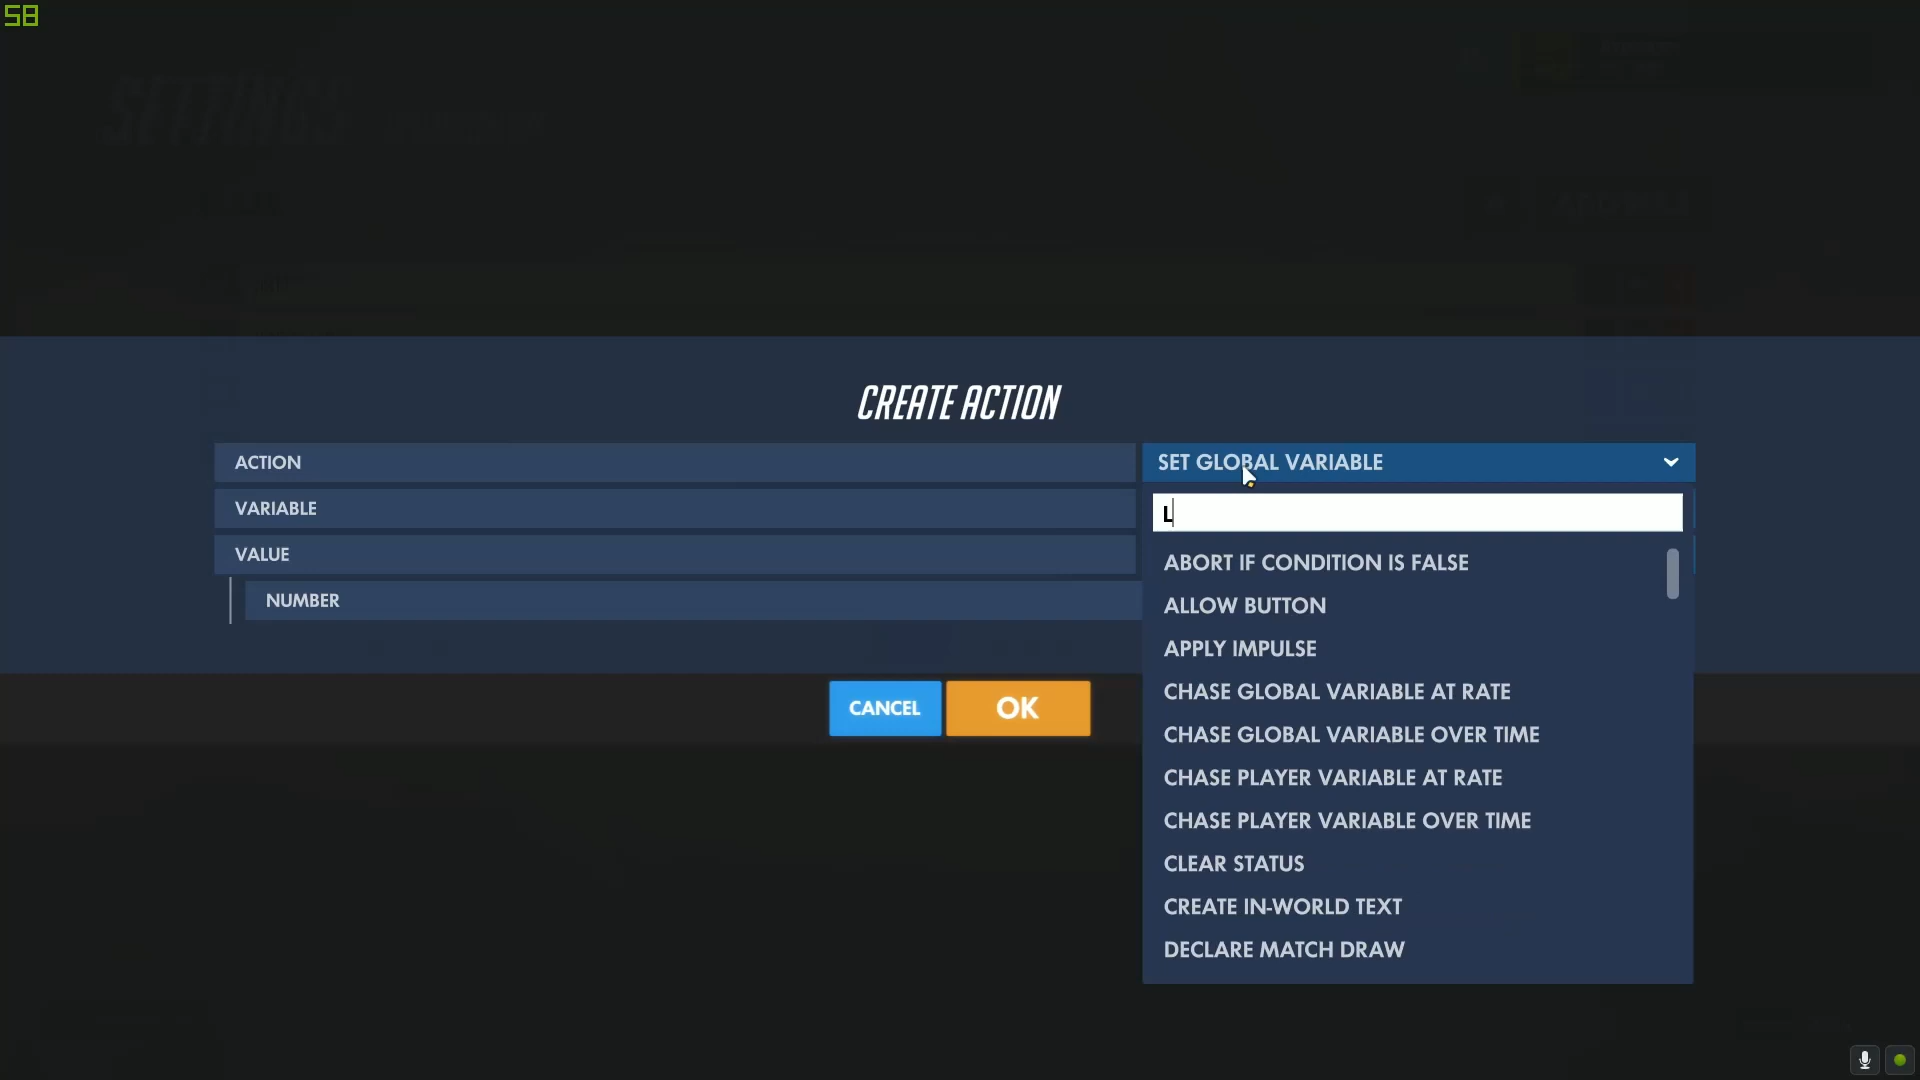 58
SETTINGS
CREATE ACTION
ACTION
SET GLOBAL VARIABLE
VARIABLE
L
VALUE
NUMBER
ABORT IF CONDITION IS FALSE
ALLOW BUTTON
APPLY IMPULSE
CHASE GLOBAL VARIABLE AT RATE
CHASE GLOBAL VARIABLE OVER TIME
CHASE PLAYER VARIABLE AT RATE
CHASE PLAYER VARIABLE OVER TIME
CLEAR STATUS
CREATE IN-WORLD TEXT
DECLARE MATCH DRAW
CANCEL
OK